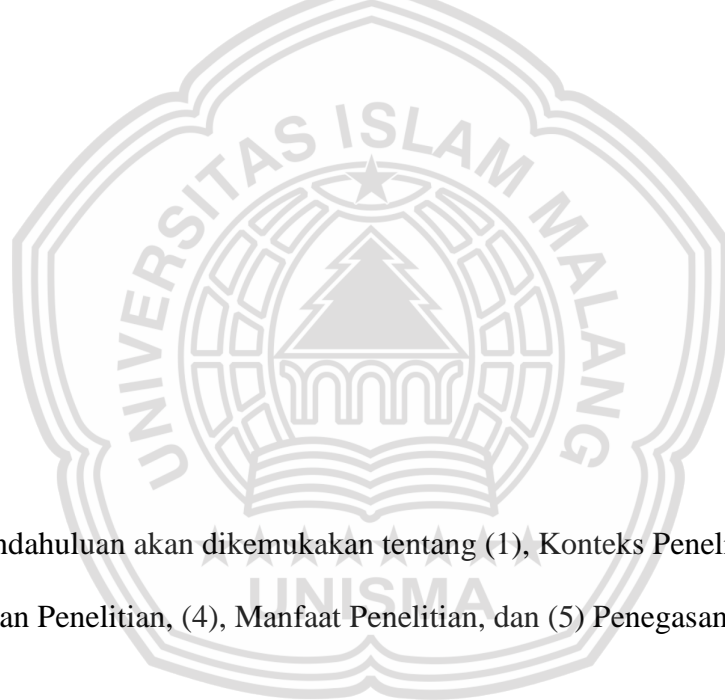 UNIVERSITAS ISLAM MALANG
ndahuluan akan dikemukakan tentang (1), Konteks Penel
an Penelitian, (4), Manfaat Penelitian, dan (5) Penegasan
UNISMA